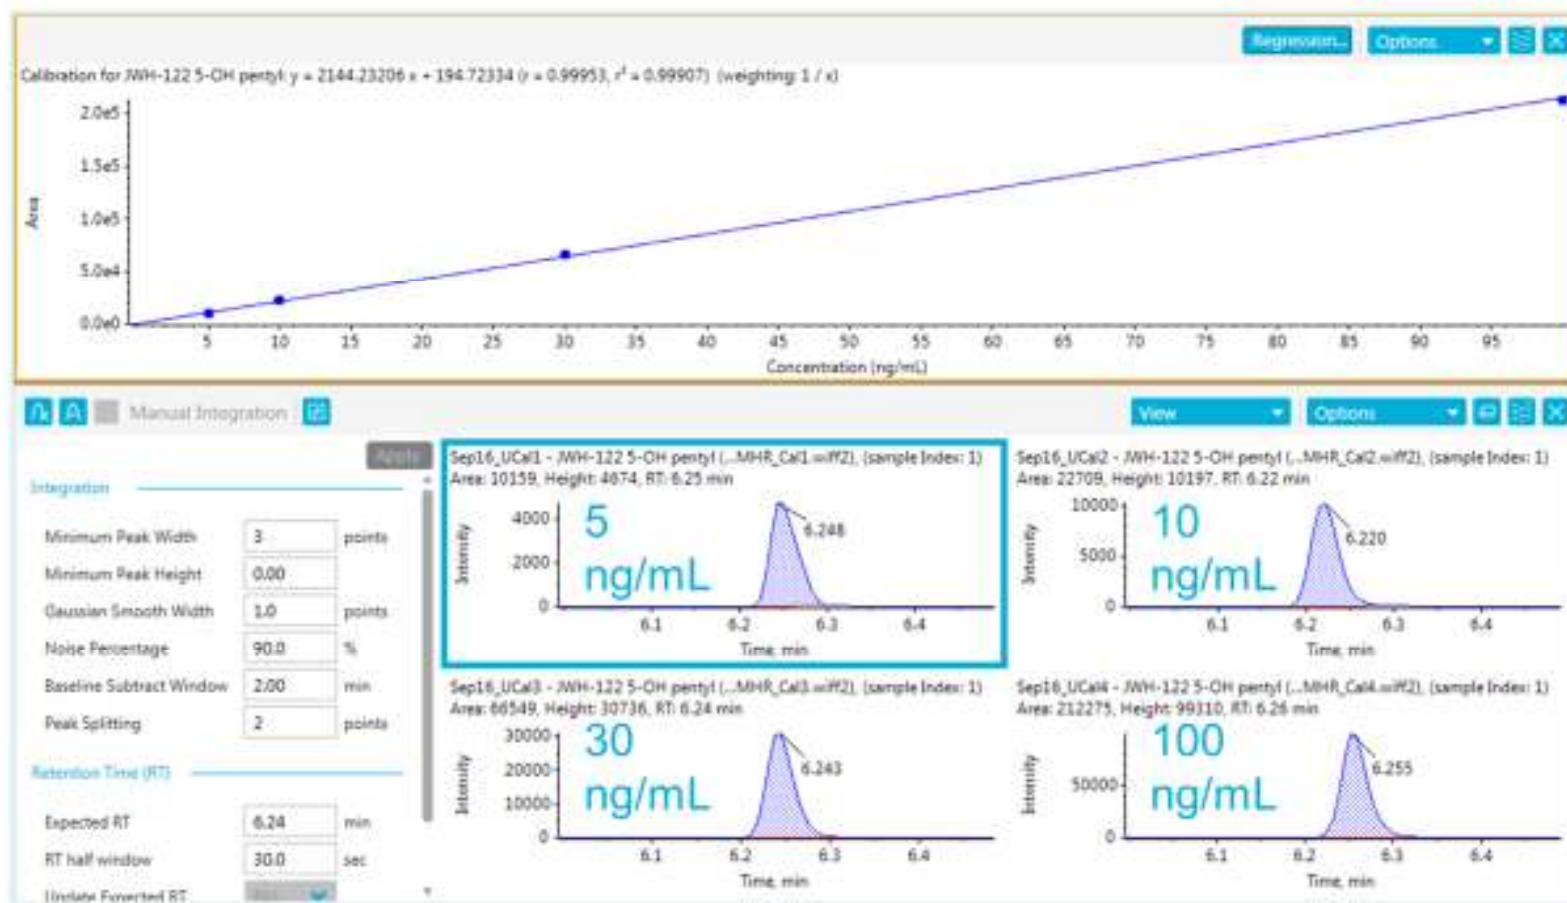 Regression... Options
Calibration for JWH-122 5-OH pentyl: y = 2144.23206 x + 194.72334 (r = 0.99953, r² = 0.99907) (weighting: 1 / x)
2.0e5
1.5e5
1.0e5
5.0e4
0.0e0
Area
5 10 15 20 25 30 35 40 45 50 55 60 65 70 75 80 85 90 95
Concentration (ng/mL)
Manual Integration View Options
Apply
Integration
Minimum Peak Width 3 points
Minimum Peak Height 0.00
Gaussian Smooth Width 1.0 points
Noise Percentage 90.0 %
Baseline Subtract Window 2.00 min
Peak Splitting 2 points
Retention Time (RT)
Expected RT 6.24 min
RT half window 30.0 sec
Update Expected RT
Sep16_UCal1 - JWH-122 5-OH pentyl (...MHR_Cal1.wiff2), (sample Index: 1)
Area: 10159, Height: 4674, RT: 6.25 min
5
ng/mL
6.248
4000
2000
0
Intensity
6.1 6.2 6.3 6.4
Time, min
Sep16_UCal2 - JWH-122 5-OH pentyl (...MHR_Cal2.wiff2), (sample Index: 1)
Area: 22709, Height: 10197, RT: 6.22 min
10
ng/mL
6.220
10000
5000
0
Intensity
6.1 6.2 6.3 6.4
Time, min
Sep16_UCal3 - JWH-122 5-OH pentyl (...MHR_Cal3.wiff2), (sample Index: 1)
Area: 66549, Height: 30736, RT: 6.24 min
30
ng/mL
6.243
30000
20000
10000
0
Intensity
6.1 6.2 6.3 6.4
Time, min
Sep16_UCal4 - JWH-122 5-OH pentyl (...MHR_Cal4.wiff2), (sample Index: 1)
Area: 212275, Height: 99310, RT: 6.26 min
100
ng/mL
6.255
50000
0
Intensity
6.1 6.2 6.3 6.4
Time, min